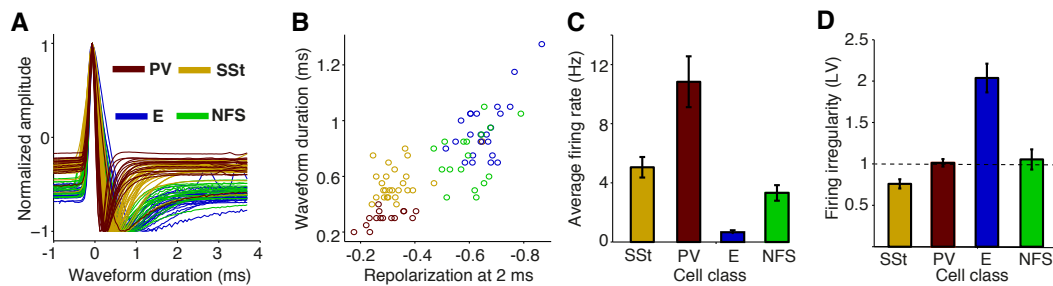 A
Normalized amplitude
1
0
−1
PV
SSt
E
NFS
−1 0 1 2 3 4
Waveform duration (ms)
B
Waveform duration (ms)
1.2
1
0.6
0.2
−0.2 −0.4 −0.6 −0.8
Repolarization at 2 ms
C
Average firing rate (Hz)
12
8
4
0
SSt PV E NFS
Cell class
D
Firing irregularity (LV)
2.5
2
1
0.5
SSt PV E NFS
Cell class